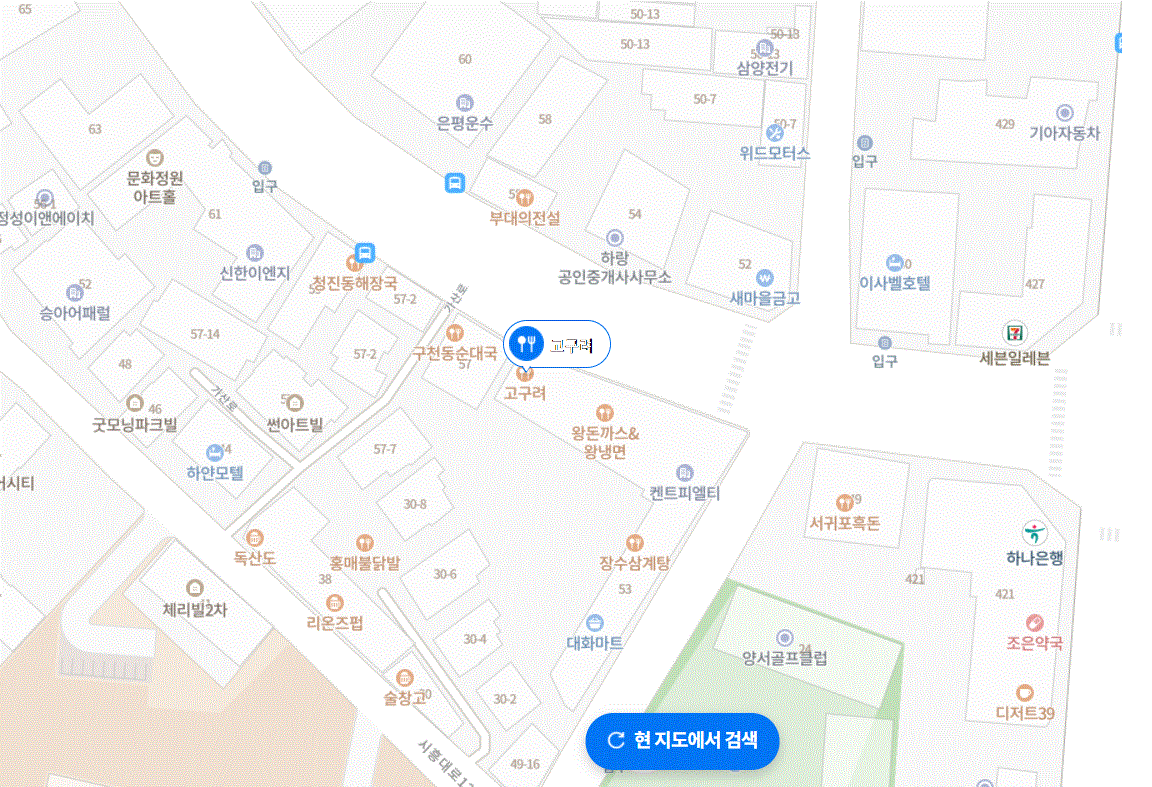 65
50-13
50-13
삼양전기
60
은평운수
58
50-7
50-7
위드모터스
429
기아자동차
입구
63
문화정원
아트홀
입구
정성이앤에이치
61
부대의전설
54
하랑
공인중개사사무소
52
새마을금고
이사벨호텔
427
신한이엔지
청진동해장국
57-2
가산로
52
승아어패럴
57-14
57-2
구천동순대국
57
고구려
고구려
입구
세븐일레븐
48
46
굿모닝파크빌
가산로
썬아트빌
하얀모텔
57-7
왕돈까스&
왕냉면
켄트피엘티
서귀포흑돈
하나은행
30-8
독산도
홍매불닭발
38
30-6
장수삼계탕
53
421
421
체리빌2차
리온즈펍
30-4
대화마트
양서골프클럽
24
조은약국
술창고
30-2
디저트39
시흥대로
49-16
현 지도에서 검색